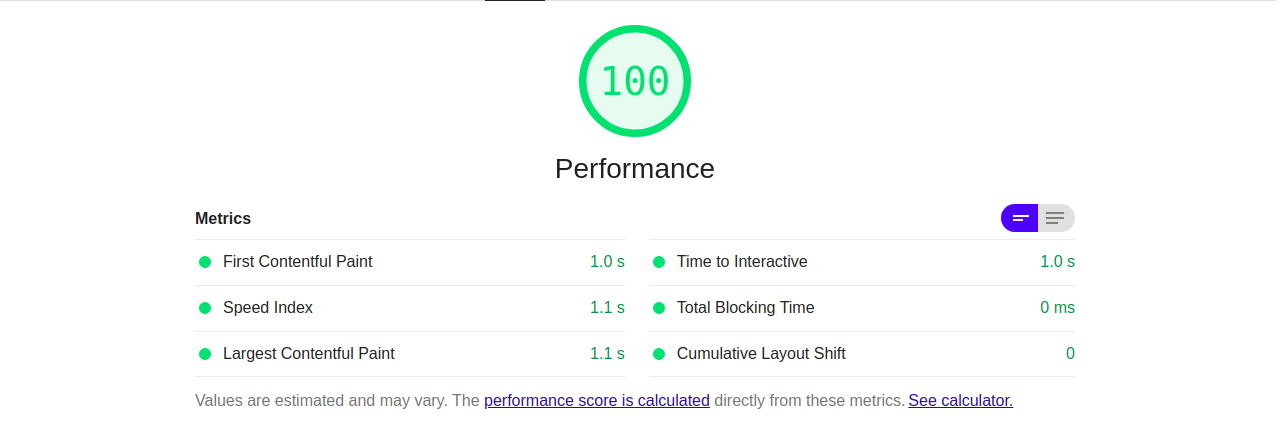 100
Performance
Metrics
First Contentful Paint 1.0 s
Time to Interactive 1.0 s
Speed Index 1.1 s
Total Blocking Time 0 ms
Largest Contentful Paint 1.1 s
Cumulative Layout Shift 0
Values are estimated and may vary. The performance score is calculated directly from these metrics. See calculator.